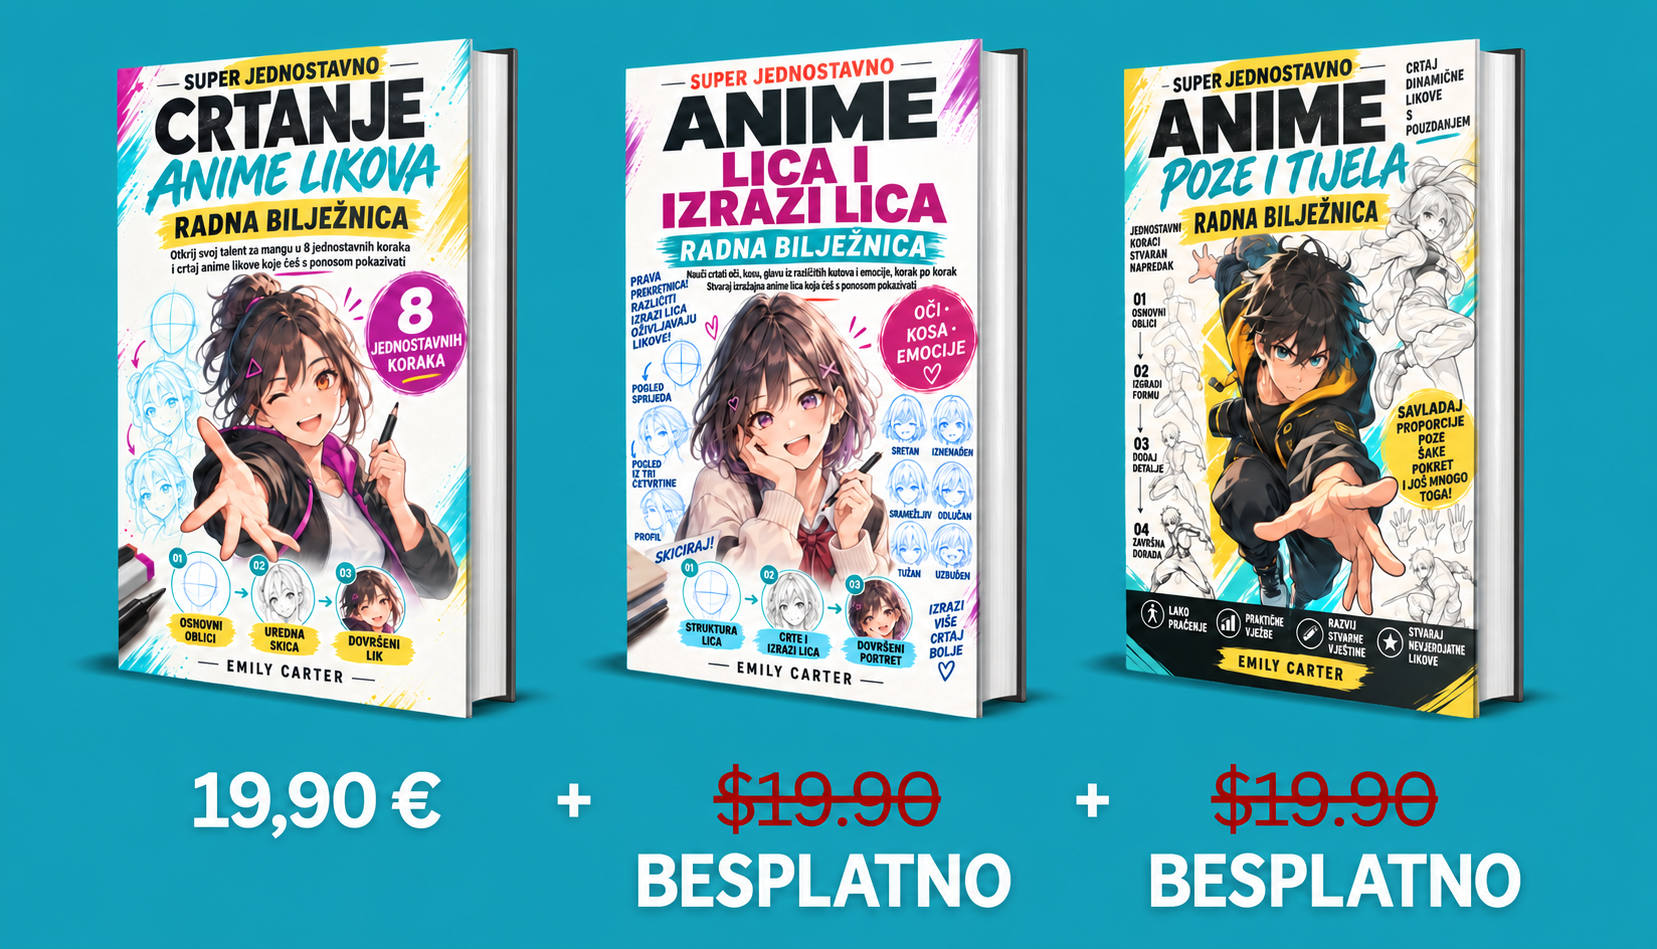 SUPER JEDNOSTAVNO
CRTANJE
ANIME LIKOVA
RADNA BILJEŽNICA
Otkrij svoj talent za mangu u 8 jednostavnih koraka
i crtaj anime likove koje ćeš s ponosom pokazivati
8
JEDNOSTAVNIH
KORAKA
01
02
03
OSNOVNI
OBLICI
UREDNA
SKICA
DOVRŠENI
LIK
EMILY CARTER
SUPER JEDNOSTAVNO
ANIME
LICA I
IZRAZI LICA
RADNA BILJEŽNICA
Nauči crtati oči, kosu, glavu iz različitih kutova i emocije, korak po korak
Stvaraj izražajna anime lica koja ćeš s ponosom pokazivati
PRAVA
PREKRETNICA!
RAZLIČITI
IZRAZI LICA
OŽIVLJAVAJU
LIKOVE!
OČI •
KOSA •
EMOCIJE
POGLED
SPRIJEDA
POGLED
IZ TRI
ČETVRTINE
PROFIL
SRETAN
IZNENAĐEN
SRAMEŽLJIV
ODLUČAN
TUŽAN
UZBUĐEN
SKICIRAJ!
01
02
03
STRUKTURA
LICA
CRTE I
IZRAZI LICA
DOVRŠENI
PORTRET
IZRAZI
VIŠE
CRTAJ
BOLJE
EMILY CARTER
SUPER JEDNOSTAVNO
ANIME
POZE I TIJELA
RADNA BILJEŽNICA
CRTAJ
DINAMIČNE
LIKOVE
S
POUZDANJEM
JEDNOSTAVNI
KORACI
STVARAN
NAPREDAK
01
OSNOVNI
OBLICI
02
IZGRADI
FORMU
03
DODAJ
DETALJE
04
ZAVRŠNA
DORADA
SAVLADAJ
PROPORCIJE
POZE
ŠAKE
POKRET
I JOŠ MNOGO
TOGA!
LAKO
PRAĆENJE
PRAKTIČNE
VJEŽBE
RAZVIJ
STVARNE
VJEŠTINE
STVARAJ
NEVJEROJATNE
LIKOVE
EMILY CARTER
19,90 € + $19.90 + $19.90
BESPLATNO BESPLATNO